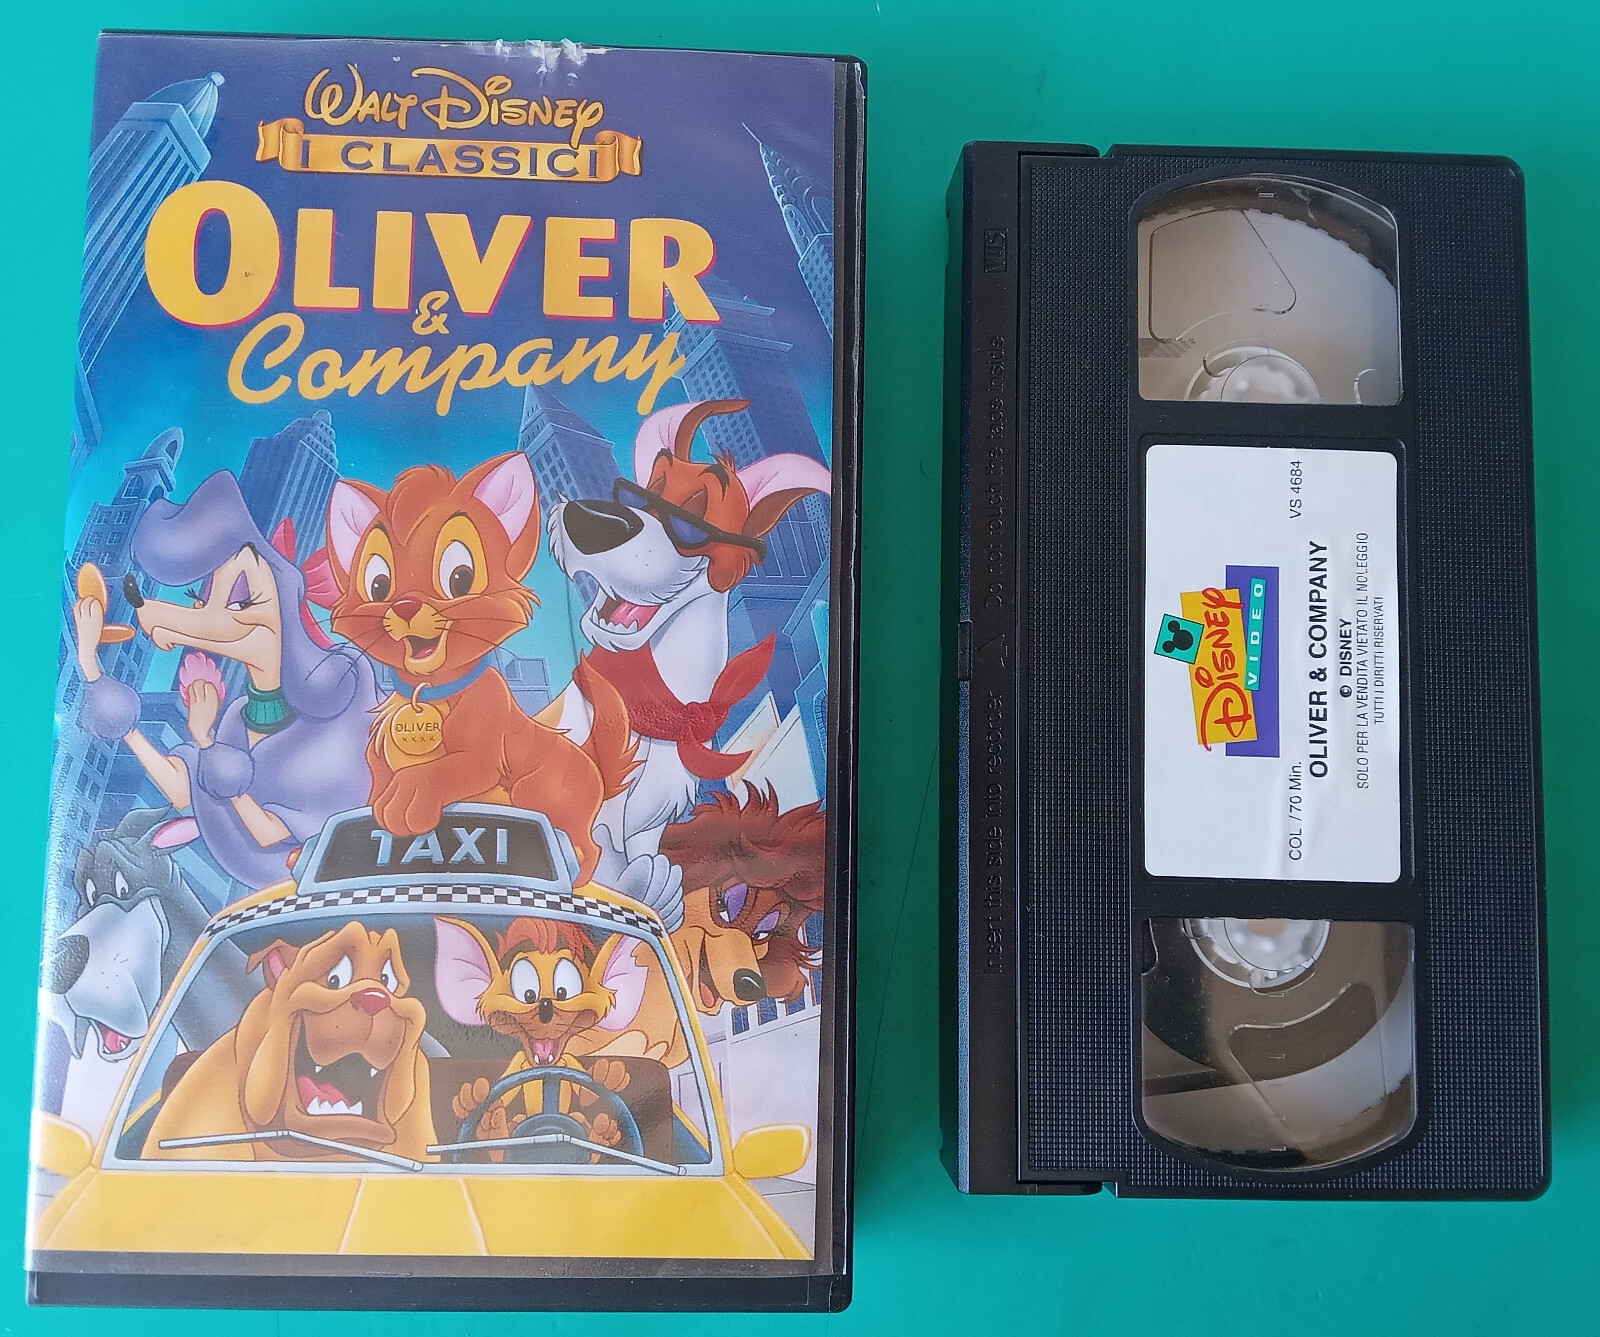 WALT DISNEY
I CLASSICI
OLIVER
&
Company
OLIVER
XXXX
TAXI
VHS
Insert this side into recorder
Do not touch the tape inside
DISNEY
VIDEO
COL / 70 Min.
VS 4684
OLIVER & COMPANY
© DISNEY
SOLO PER LA VENDITA VIETATO IL NOLEGGIO
TUTTI I DIRITTI RISERVATI